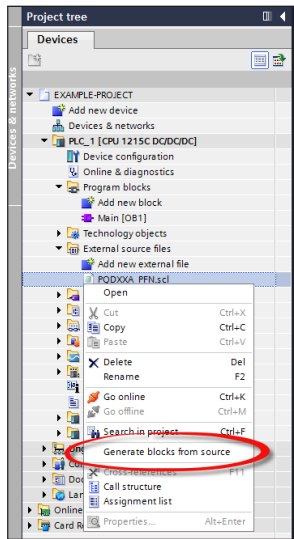 Project tree
Devices
Devices & networks
EXAMPLE-PROJECT
Add new device
Devices & networks
PLC_1 [CPU 1215C DC/DC/DC]
Device configuration
Online & diagnostics
Program blocks
Add new block
Main [OB1]
Technology objects
External source files
Add new external file
PQDXXA_PFN.scl
Open
Cut Ctrl+X
Copy Ctrl+C
Paste Ctrl+V
Delete Del
Rename F2
Go online Ctrl+K
Go offline Ctrl+M
Search in project Ctrl+F
Generate blocks from source
Cross-references F11
Call structure
Assignment list
Properties... Alt+Enter
Online
Card R